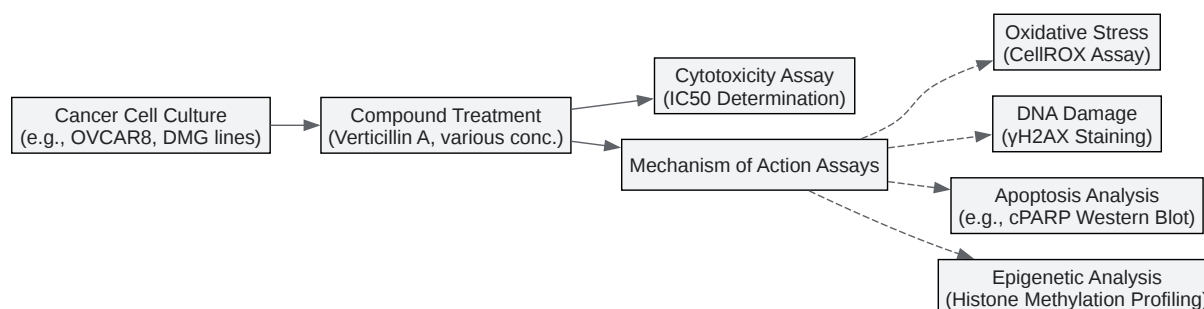 Cancer Cell Culture
(e.g., OVCAR8, DMG lines)
Compound Treatment
(Verticillin A, various conc.)
Cytotoxicity Assay
(IC50 Determination)
Mechanism of Action Assays
Oxidative Stress
(CellROX Assay)
DNA Damage
(γH2AX Staining)
Apoptosis Analysis
(e.g., cPARP Western Blot)
Epigenetic Analysis
(Histone Methylation Profiling)